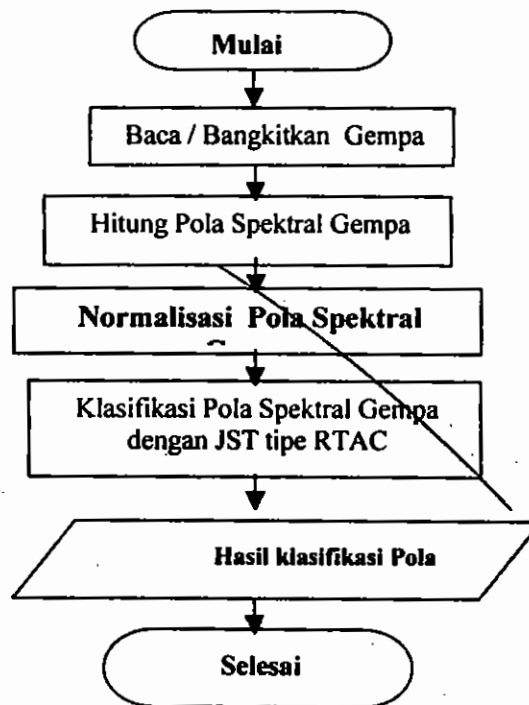 Mulai
Baca / Bangkitkan Gempa
Hitung Pola Spektral Gempa
Normalisasi Pola Spektral
Klasifikasi Pola Spektral Gempa
dengan JST tipe RTAC
Hasil klasifikasi Pola
Selesai